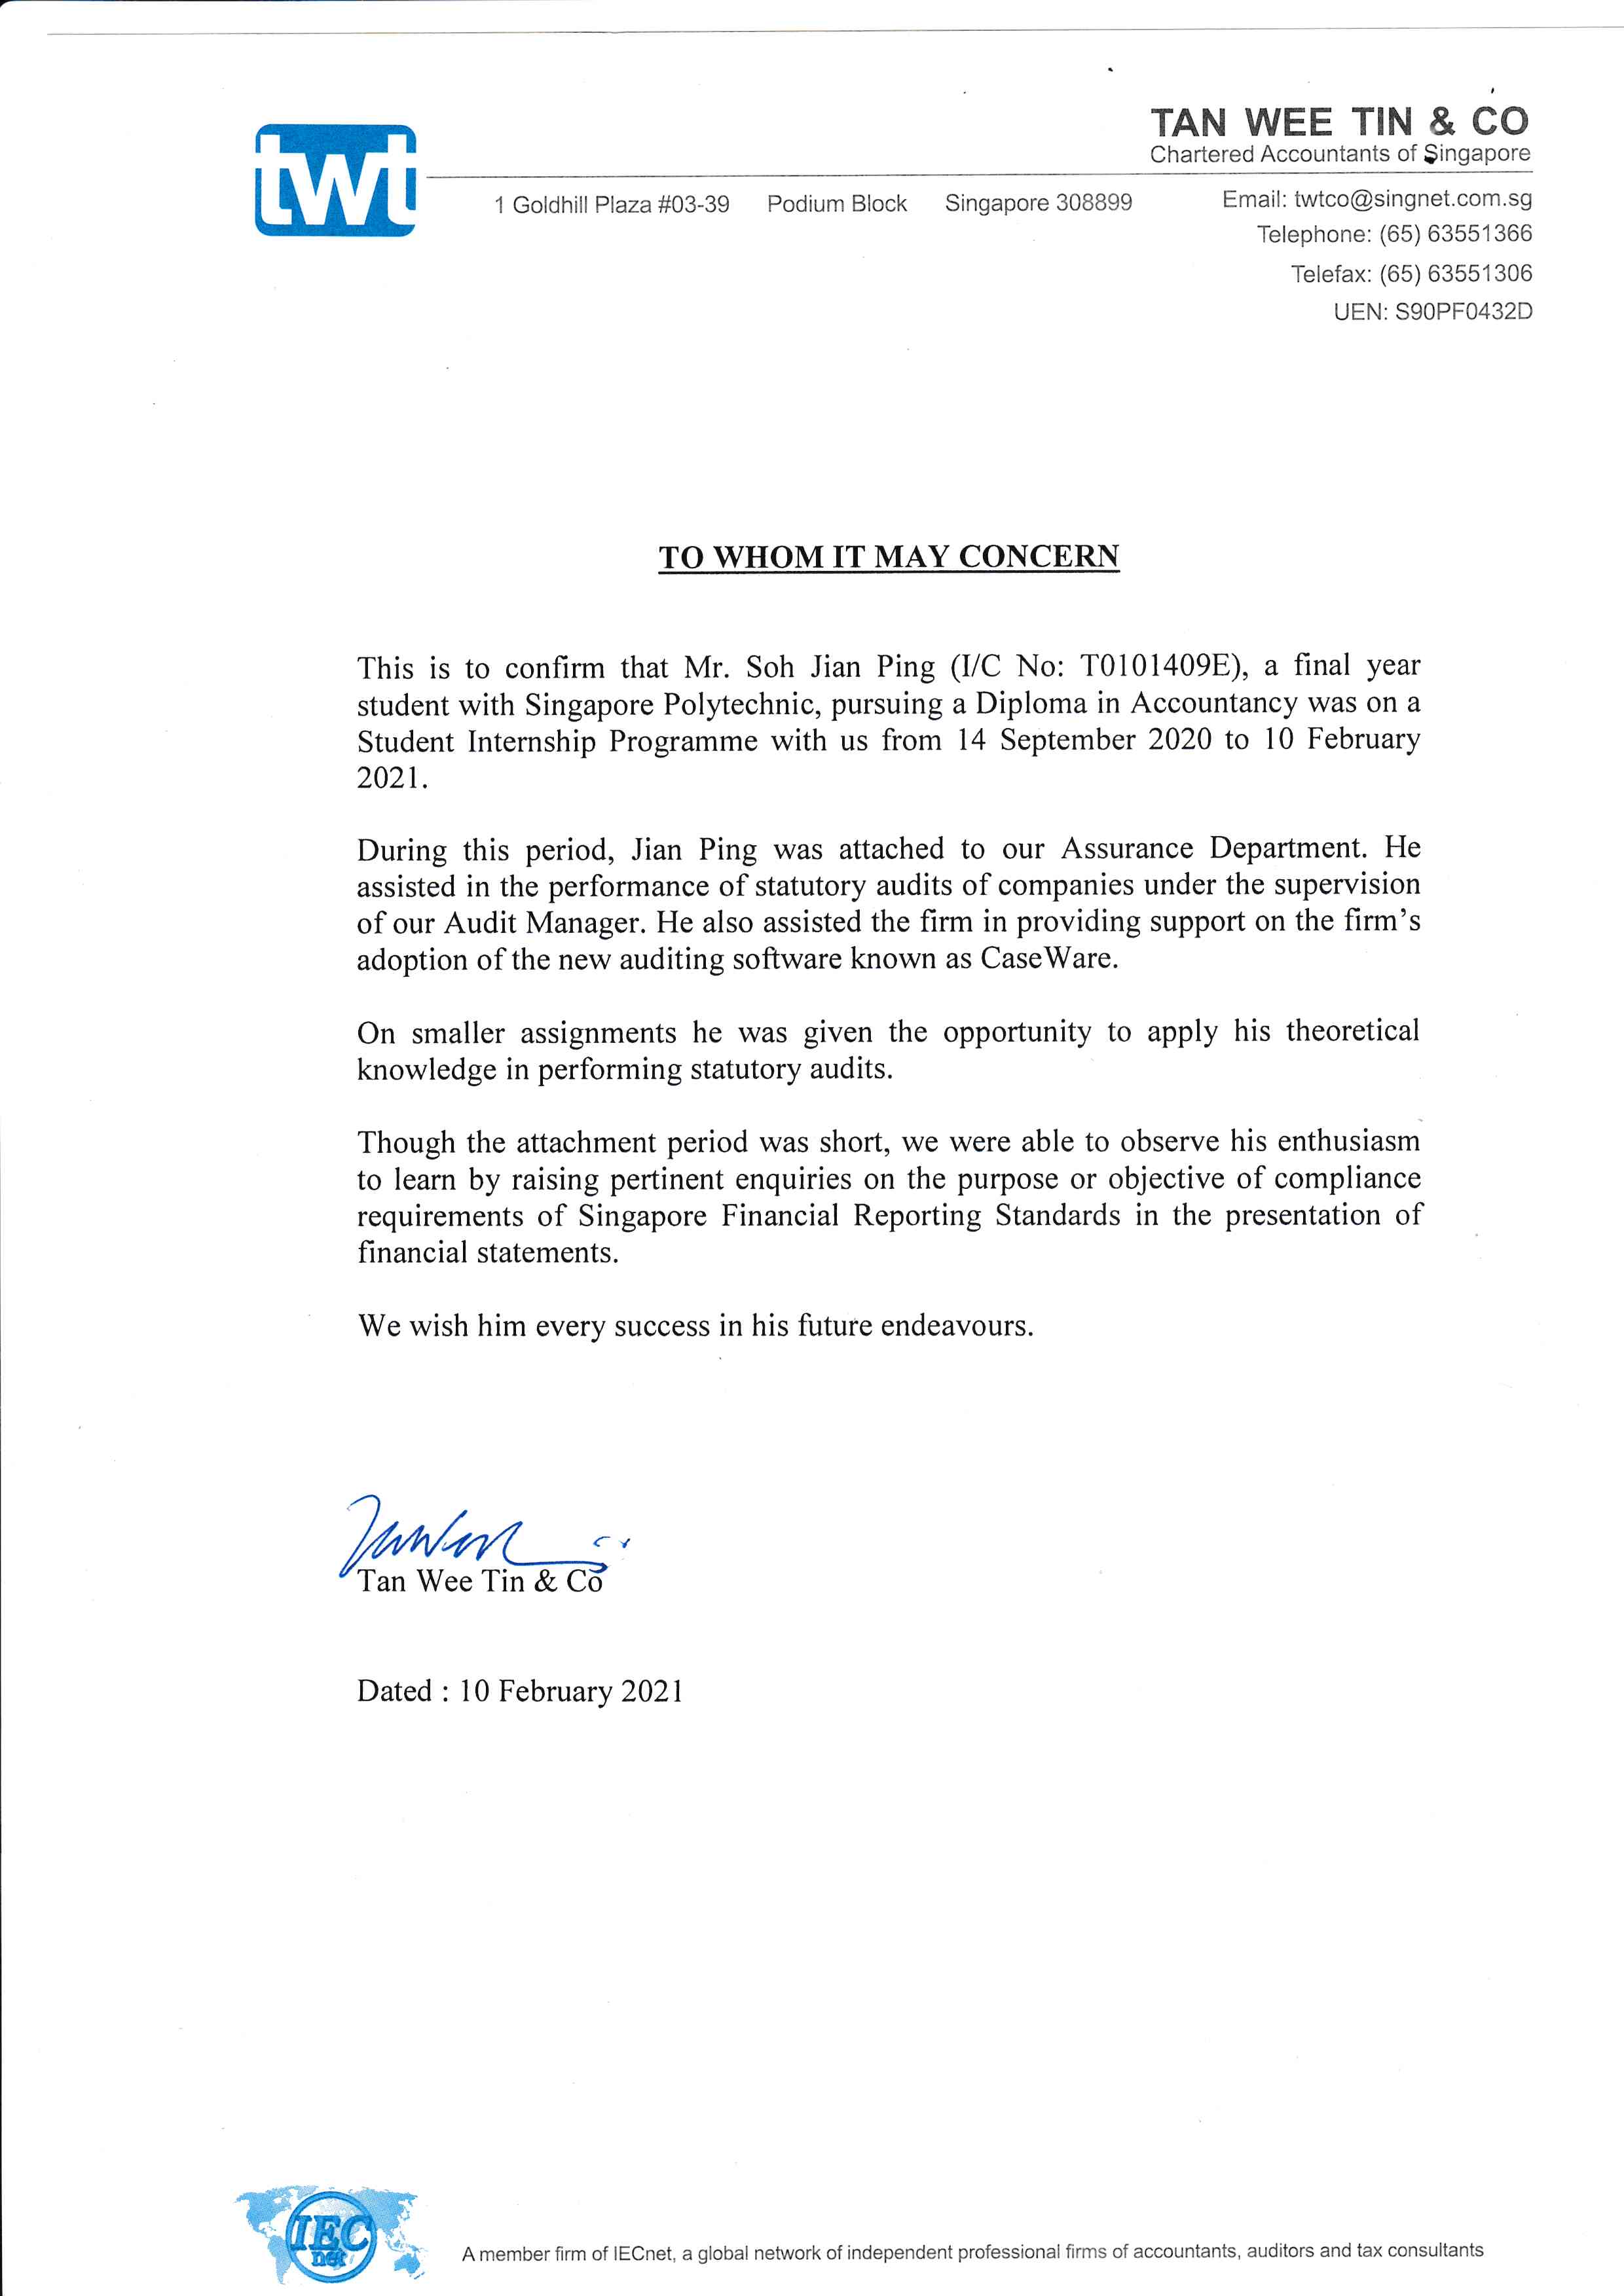 twt
TAN WEE TIN & CO
Chartered Accountants of Singapore
1 Goldhill Plaza #03-39 Podium Block Singapore 308899
Email: twtco@singnet.com.sg
Telephone: (65) 63551366
Telefax: (65) 63551306
UEN: S90PF0432D
TO WHOM IT MAY CONCERN
This is to confirm that Mr. Soh Jian Ping (I/C No: T0101409E), a final year
student with Singapore Polytechnic, pursuing a Diploma in Accountancy was on a
Student Internship Programme with us from 14 September 2020 to 10 February
2021.
During this period, Jian Ping was attached to our Assurance Department. He
assisted in the performance of statutory audits of companies under the supervision
of our Audit Manager. He also assisted the firm in providing support on the firm's
adoption of the new auditing software known as CaseWare.
On smaller assignments he was given the opportunity to apply his theoretical
knowledge in performing statutory audits.
Though the attachment period was short, we were able to observe his enthusiasm
to learn by raising pertinent enquiries on the purpose or objective of compliance
requirements of Singapore Financial Reporting Standards in the presentation of
financial statements.
We wish him every success in his future endeavours.
Tan Wee Tin & Co
Dated : 10 February 2021
IEC
net
A member firm of IECnet, a global network of independent professional firms of accountants, auditors and tax consultants